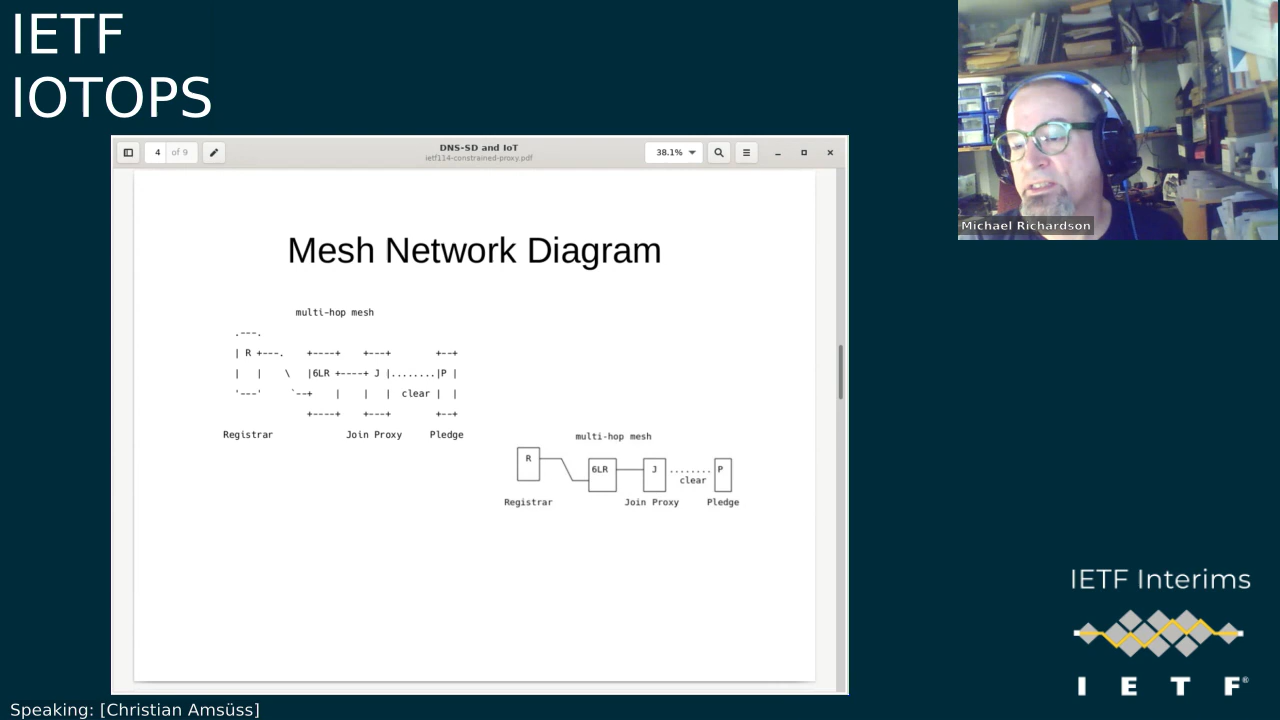 IETF
IOTOPS
4 of 9
DNS-SD and IoT
ietf114-constrained-proxy.pdf
38.1%
Michael Richardson
Mesh Network Diagram
multi-hop mesh
.---.
| R +---.    +----+    +---+        +--+
|   |     \   |6LR +----+ J |........|P |
'---'     `--+    |    |   |  clear |  |
+----+    +---+        +--+
Registrar    Join Proxy    Pledge
multi-hop mesh
R 6LR J ........ P
clear
Registrar    Join Proxy    Pledge
IETF Interims
I E T F®
Speaking: [Christian Amsüss]